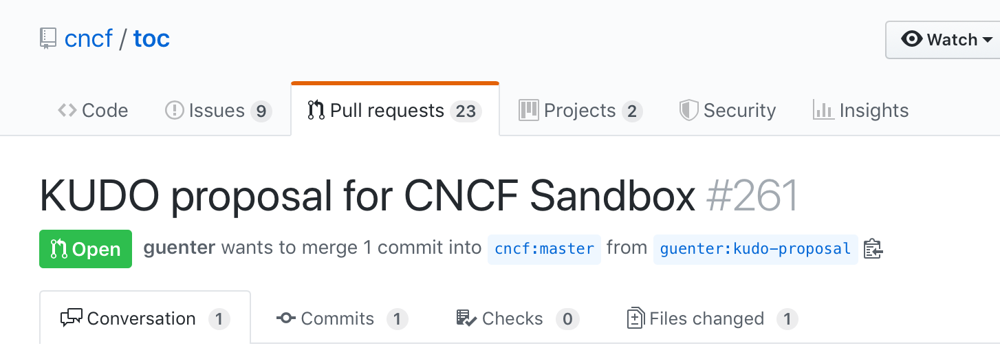 cncf / toc
Watch
Code Issues 9 Pull requests 23 Projects 2 Security Insights
KUDO proposal for CNCF Sandbox #261
Open guenter wants to merge 1 commit into cncf:master from guenter:kudo-proposal
Conversation 1 Commits 1 Checks 0 Files changed 1